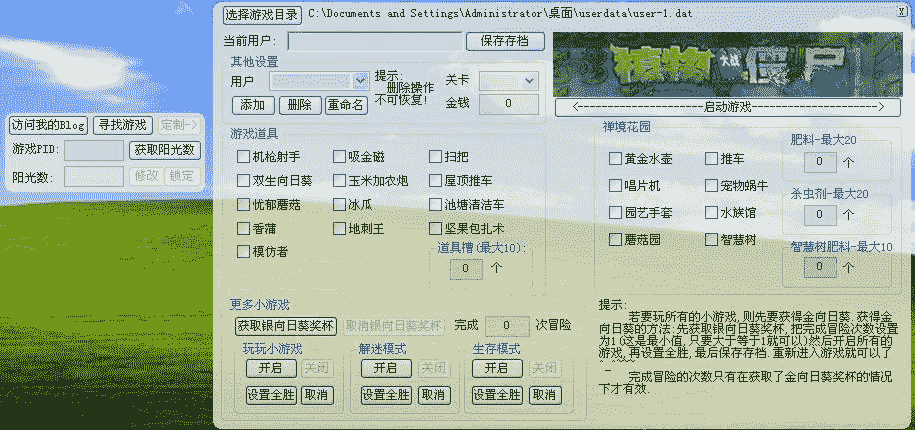 选择游戏目录 C:\Documents and Settings\Administrator\桌面\userdata\user-1.dat X
当前用户: 保存存档
植物大战僵尸
其他设置
用户
提示:
删除操作
不可恢复!
关卡
添加 删除 重命名
金钱 0
<---------------------启动游戏--------------------->
访问我的Blog 寻找游戏 定制->
游戏PID: 获取阳光数
阳光数: 修改 锁定
游戏道具
机枪射手 吸金磁 扫把
双生向日葵 玉米加农炮 屋顶推车
忧郁蘑菇 冰瓜 池塘清洁车
香蒲 地刺王 坚果包扎术
模仿者
道具槽(最大10):
0 个
禅境花园
黄金水壶 推车
唱片机 宠物蜗牛
园艺手套 水族馆
蘑菇园 智慧树
肥料-最大20
0 个
杀虫剂-最大20
0 个
智慧树肥料-最大10
0 个
更多小游戏
获取银向日葵奖杯 取消银向日葵奖杯 完成 0 次冒险
玩玩小游戏 解迷模式 生存模式
开启 关闭 开启 关闭 开启 关闭
设置全胜 取消 设置全胜 取消 设置全胜 取消
提示:
若要玩所有的小游戏,则先要获得金向日葵.获得金
向日葵的方法:先获取银向日葵奖杯,把完成冒险次数设置
为1(这是最小值,只要大于等于1就可以)然后开启所有的
游戏,再设置全胜,最后保存存档.重新进入游戏就可以了
^_^~^
完成冒险的次数只有在获取了金向日葵奖杯的情况
下才有效.